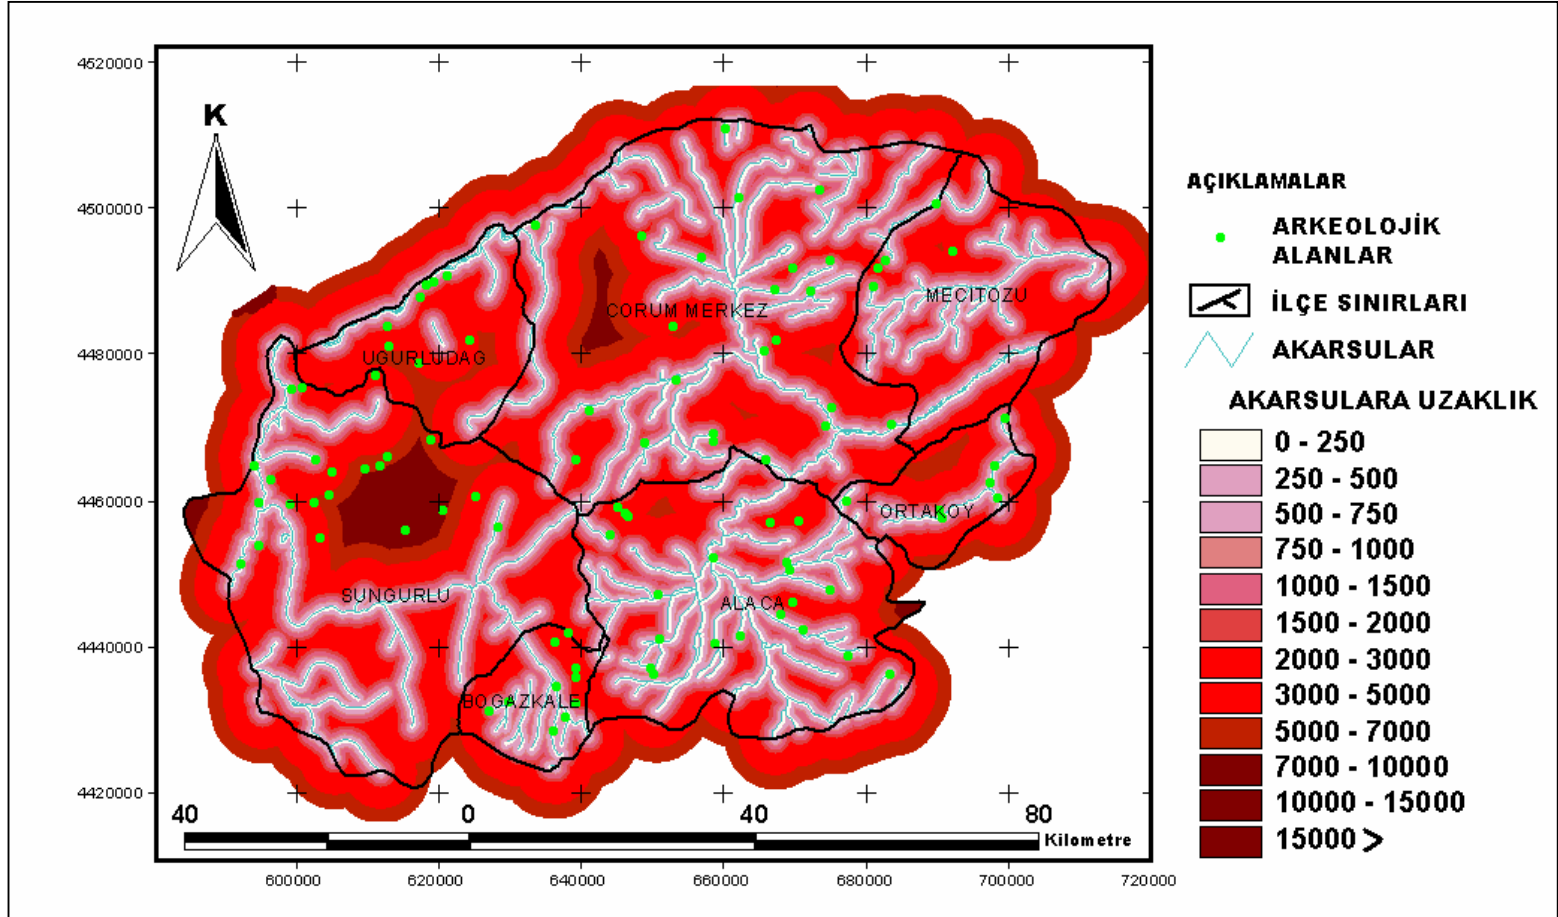 4520000
K
4500000
AÇIKLAMALAR
ARKEOLOJİK
ALANLAR
MECITOZU
İLÇE SINIRLARI
CORUM MERKEZ
4480000
UGURLUDAG
AKARSULAR
AKARSULARA UZAKLIK
0 - 250
250 - 500
4460000
ORTAKOY
500 - 750
750 - 1000
SUNGURLU
ALACA
1000 - 1500
1500 - 2000
4440000
2000 - 3000
BOGAZKALE
3000 - 5000
5000 - 7000
7000 - 10000
4420000
10000 - 15000
40 0 40 80
Kilometre
15000 >
600000 620000 640000 660000 680000 700000 720000